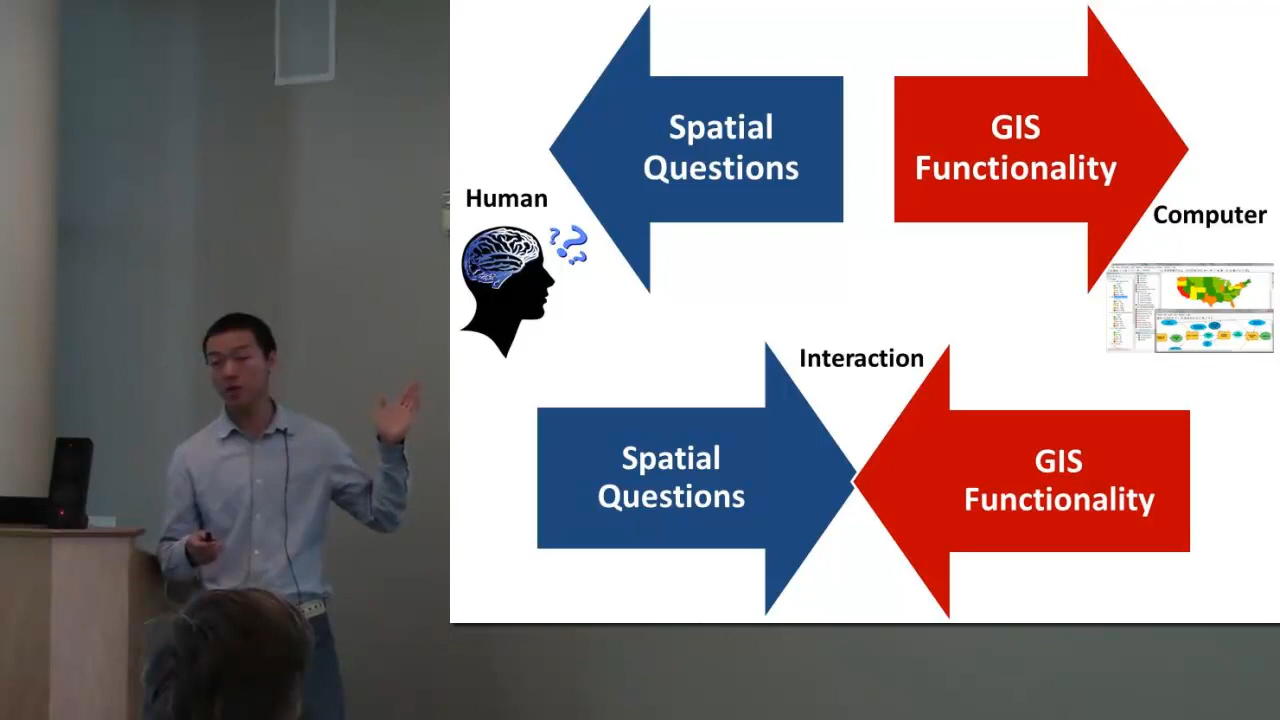 Spatial
Questions
GIS
Functionality
Human
Computer
???
Interaction
Spatial
Questions
GIS
Functionality